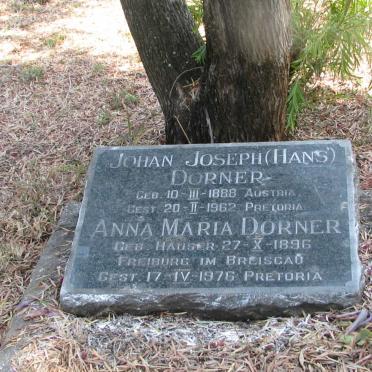 JOHAN JOSEPH (HANS)
DORNER
GEB. 10-III-1888 AUSTRIA
GEST. 20-II-1962 PRETORIA
ANNA MARIA DORNER
GEB. HAUSER 27-X-1896
FREIBURG IM BREISGAU
GEST. 17-IV-1976 PRETORIA